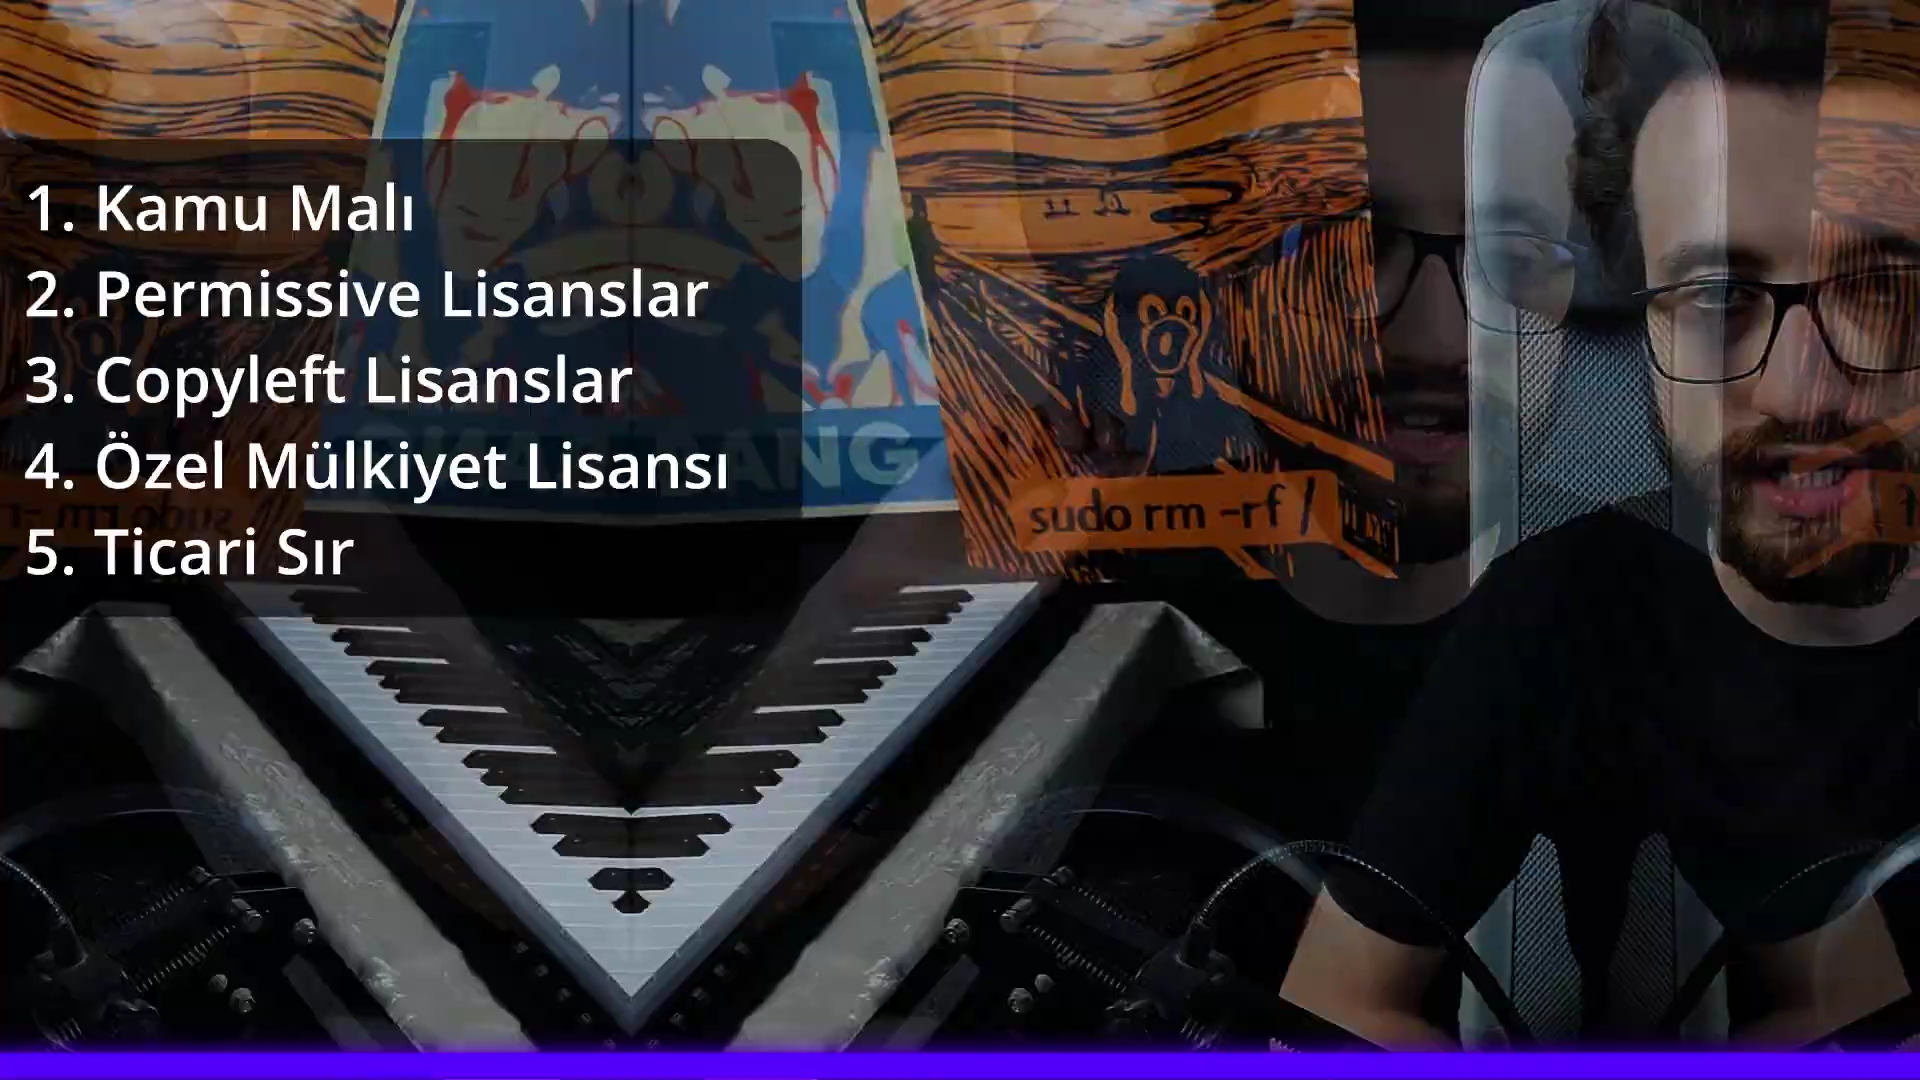 1. Kamu Malı
2. Permissive Lisanslar
3. Copyleft Lisanslar
4. Özel Mülkiyet Lisansı
5. Ticari Sır
sudo rm -rf /